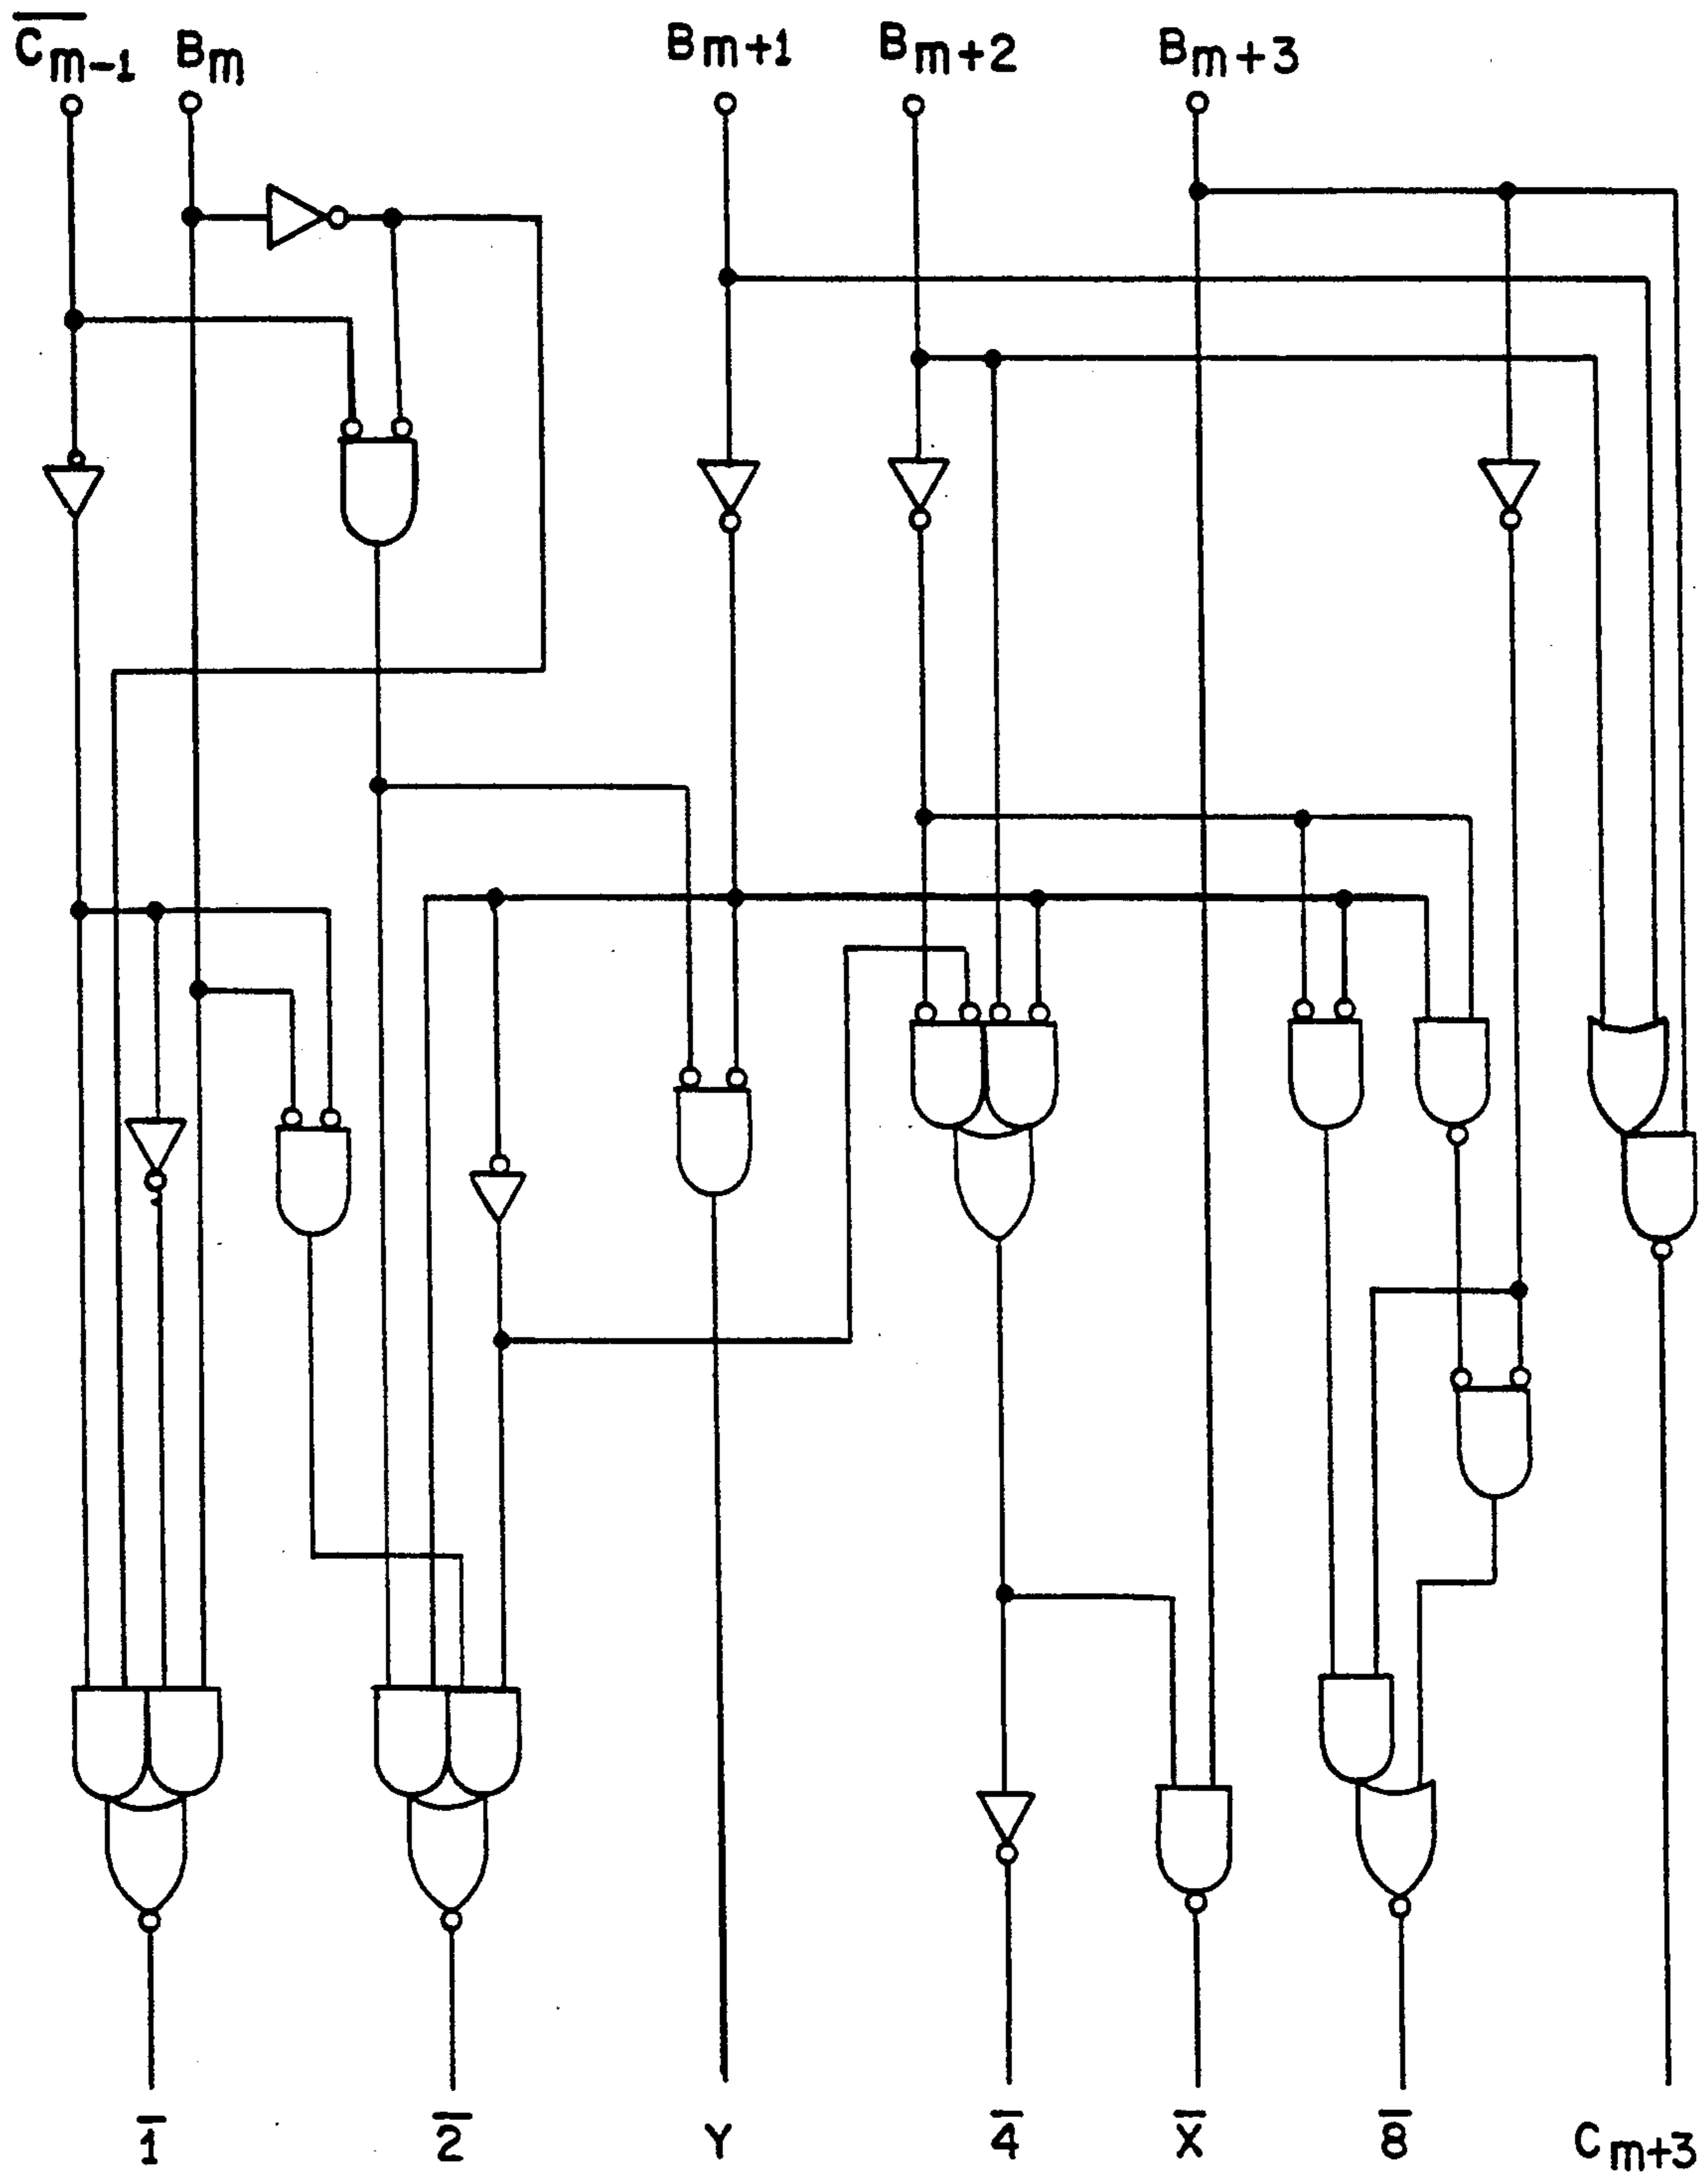 C̅m-1 Bm Bm+1 Bm+2 Bm+3
1̅ 2̅ Y 4̅ X̅ 8̅ Cm+3